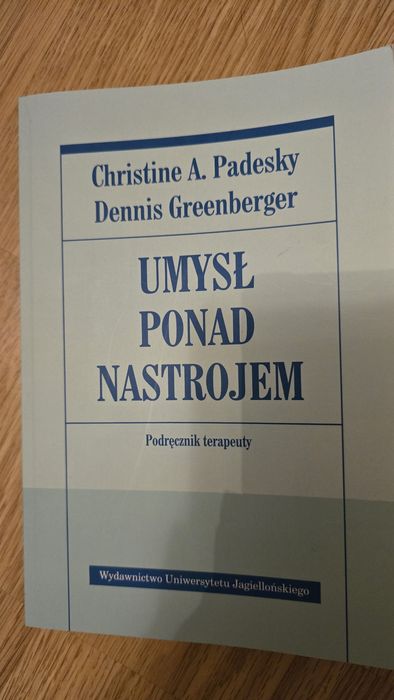 Christine A. Padesky
Dennis Greenberger
UMYSŁ
PONAD
NASTROJEM
Podręcznik terapeuty
Wydawnictwo Uniwersytetu Jagiellońskiego